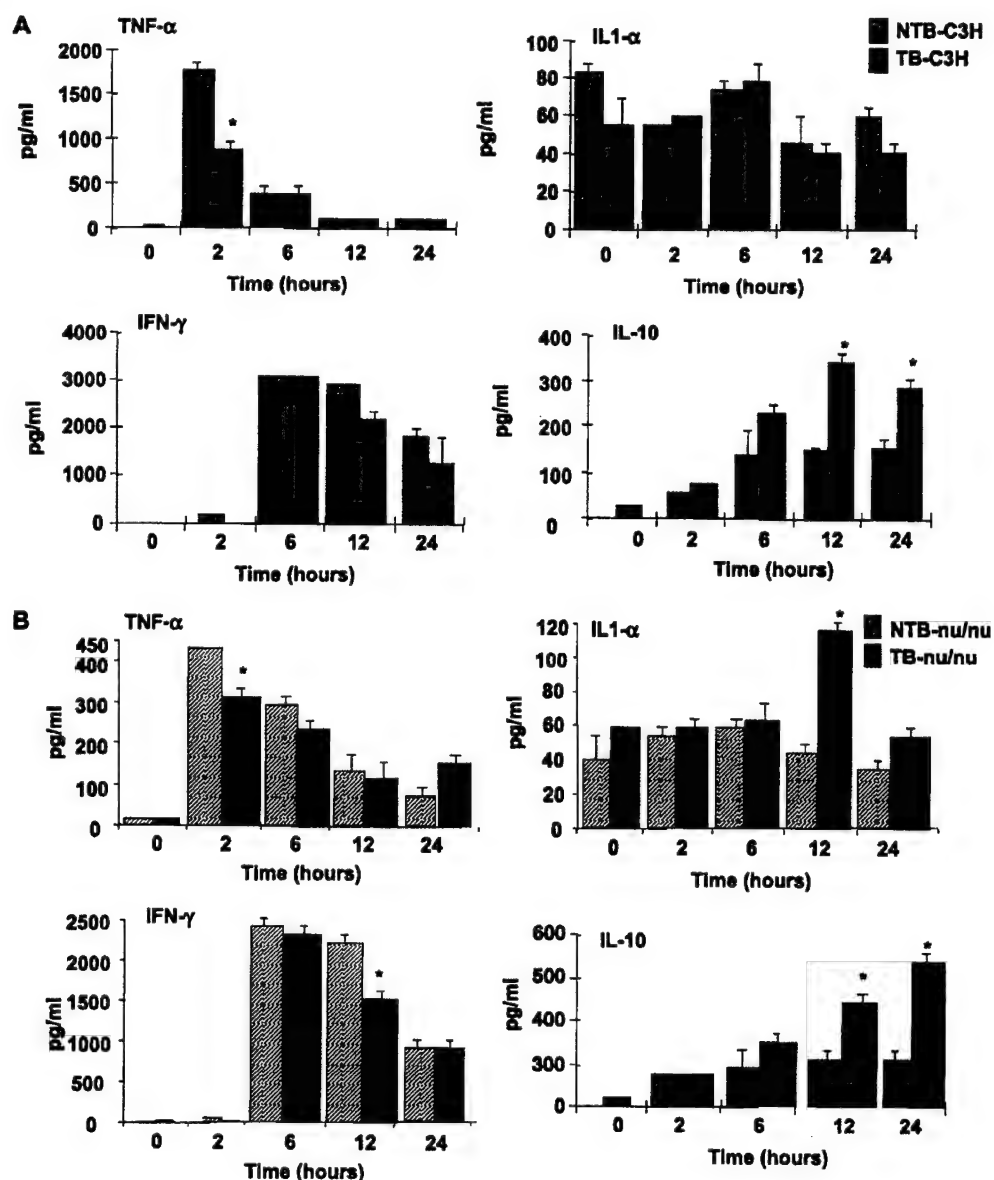 A
TNF-α
pg/ml
2000
1500
1000
500
0
0 2 6 12 24
*
Time (hours)
IL1-α
NTB-C3H
TB-C3H
pg/ml
100
80
60
40
20
0
0 2 6 12 24
Time (hours)
IFN-γ
pg/ml
4000
3000
2000
1000
0
0 2 6 12 24
Time (hours)
IL-10
pg/ml
400
300
200
100
0
* *
0 2 6 12 24
Time (hours)
B
TNF-α
pg/ml
450
400
300
200
100
0
*
0 2 6 12 24
Time (hours)
IL1-α
NTB-nu/nu
TB-nu/nu
pg/ml
120
100
80
60
40
20
0
*
0 2 6 12 24
Time (hours)
IFN-γ
pg/ml
2500
2000
1500
1000
500
0
*
0 2 6 12 24
Time (hours)
IL-10
pg/ml
600
500
400
300
100
0
* *
0 2 6 12 24
Time (hours)